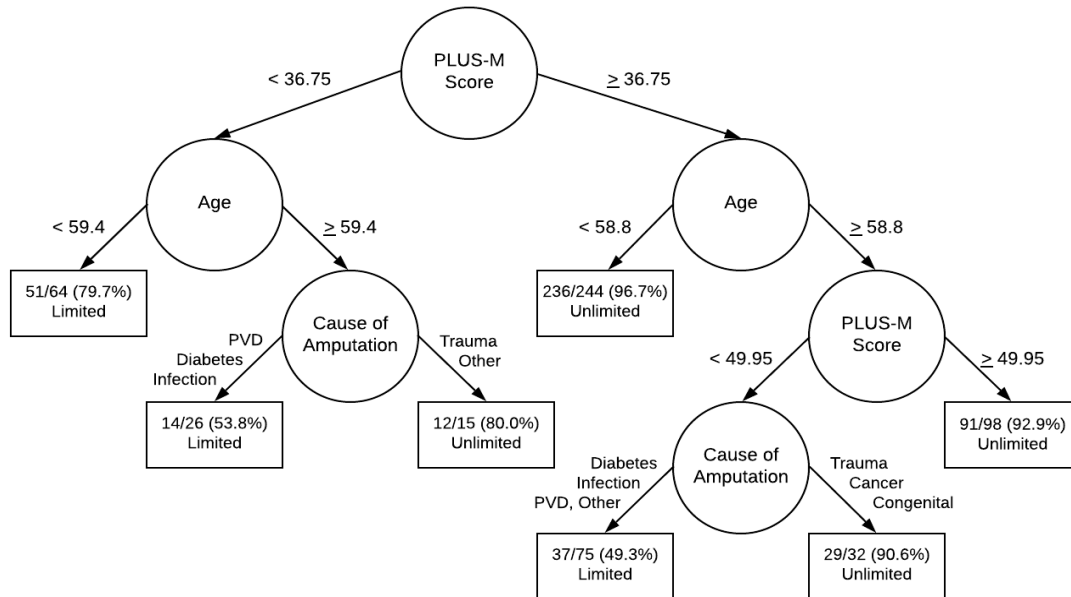 PLUS-M
Score
< 36.75
≥ 36.75
Age
Age
< 59.4
≥ 59.4
< 58.8
≥ 58.8
51/64 (79.7%)
Limited
Cause of
Amputation
236/244 (96.7%)
Unlimited
PLUS-M
Score
PVD
Diabetes
Infection
Trauma
Other
< 49.95
≥ 49.95
14/26 (53.8%)
Limited
12/15 (80.0%)
Unlimited
Cause of
Amputation
91/98 (92.9%)
Unlimited
Diabetes
Infection
PVD, Other
Trauma
Cancer
Congenital
37/75 (49.3%)
Limited
29/32 (90.6%)
Unlimited